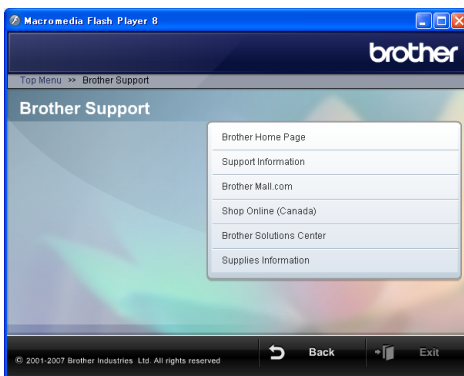 Macromedia Flash Player 8
brother
Top Menu >> Brother Support
Brother Support
Brother Home Page
Support Information
Brother Mall.com
Shop Online (Canada)
Brother Solutions Center
Supplies Information
© 2001-2007 Brother Industries Ltd. All rights reserved
Back
Exit